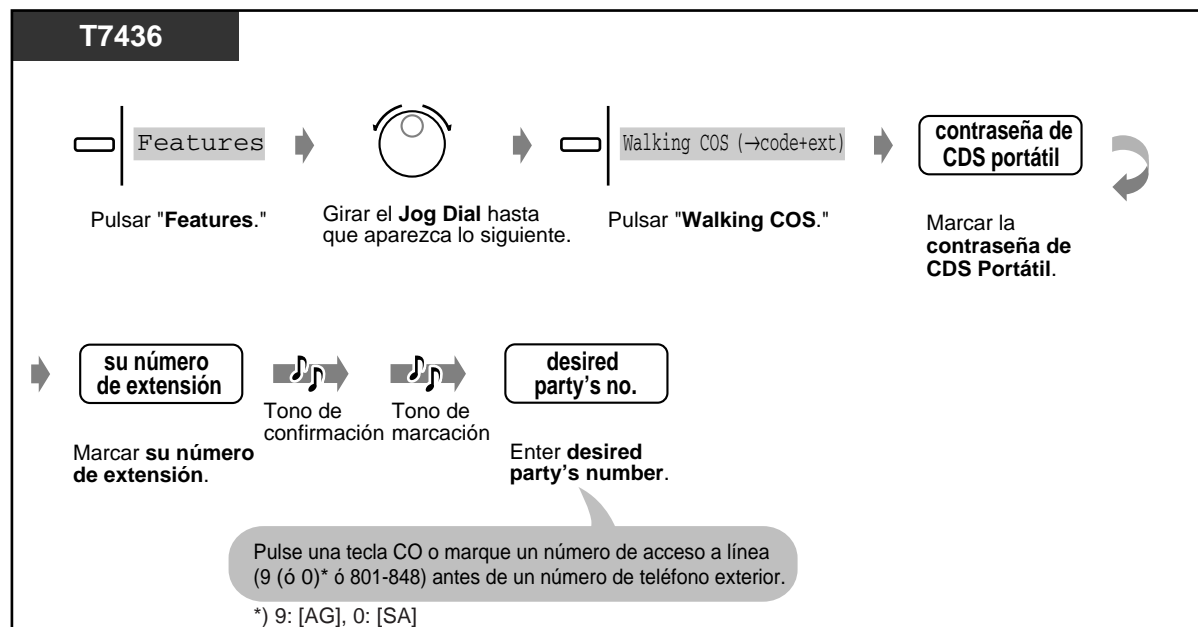 T7436
Features
Walking COS (→code+ext)
contraseña de
CDS portátil
Pulsar "Features."
Girar el Jog Dial hasta
que aparezca lo siguiente.
Pulsar "Walking COS."
Marcar la
contraseña de
CDS Portátil.
su número
de extensión
Tono de
confirmación
Tono de
marcación
desired
party's no.
Marcar su número
de extensión.
Enter desired
party's number.
Pulse una tecla CO o marque un número de acceso a línea
(9 (ó 0)* ó 801-848) antes de un número de teléfono exterior.
*) 9: [AG], 0: [SA]